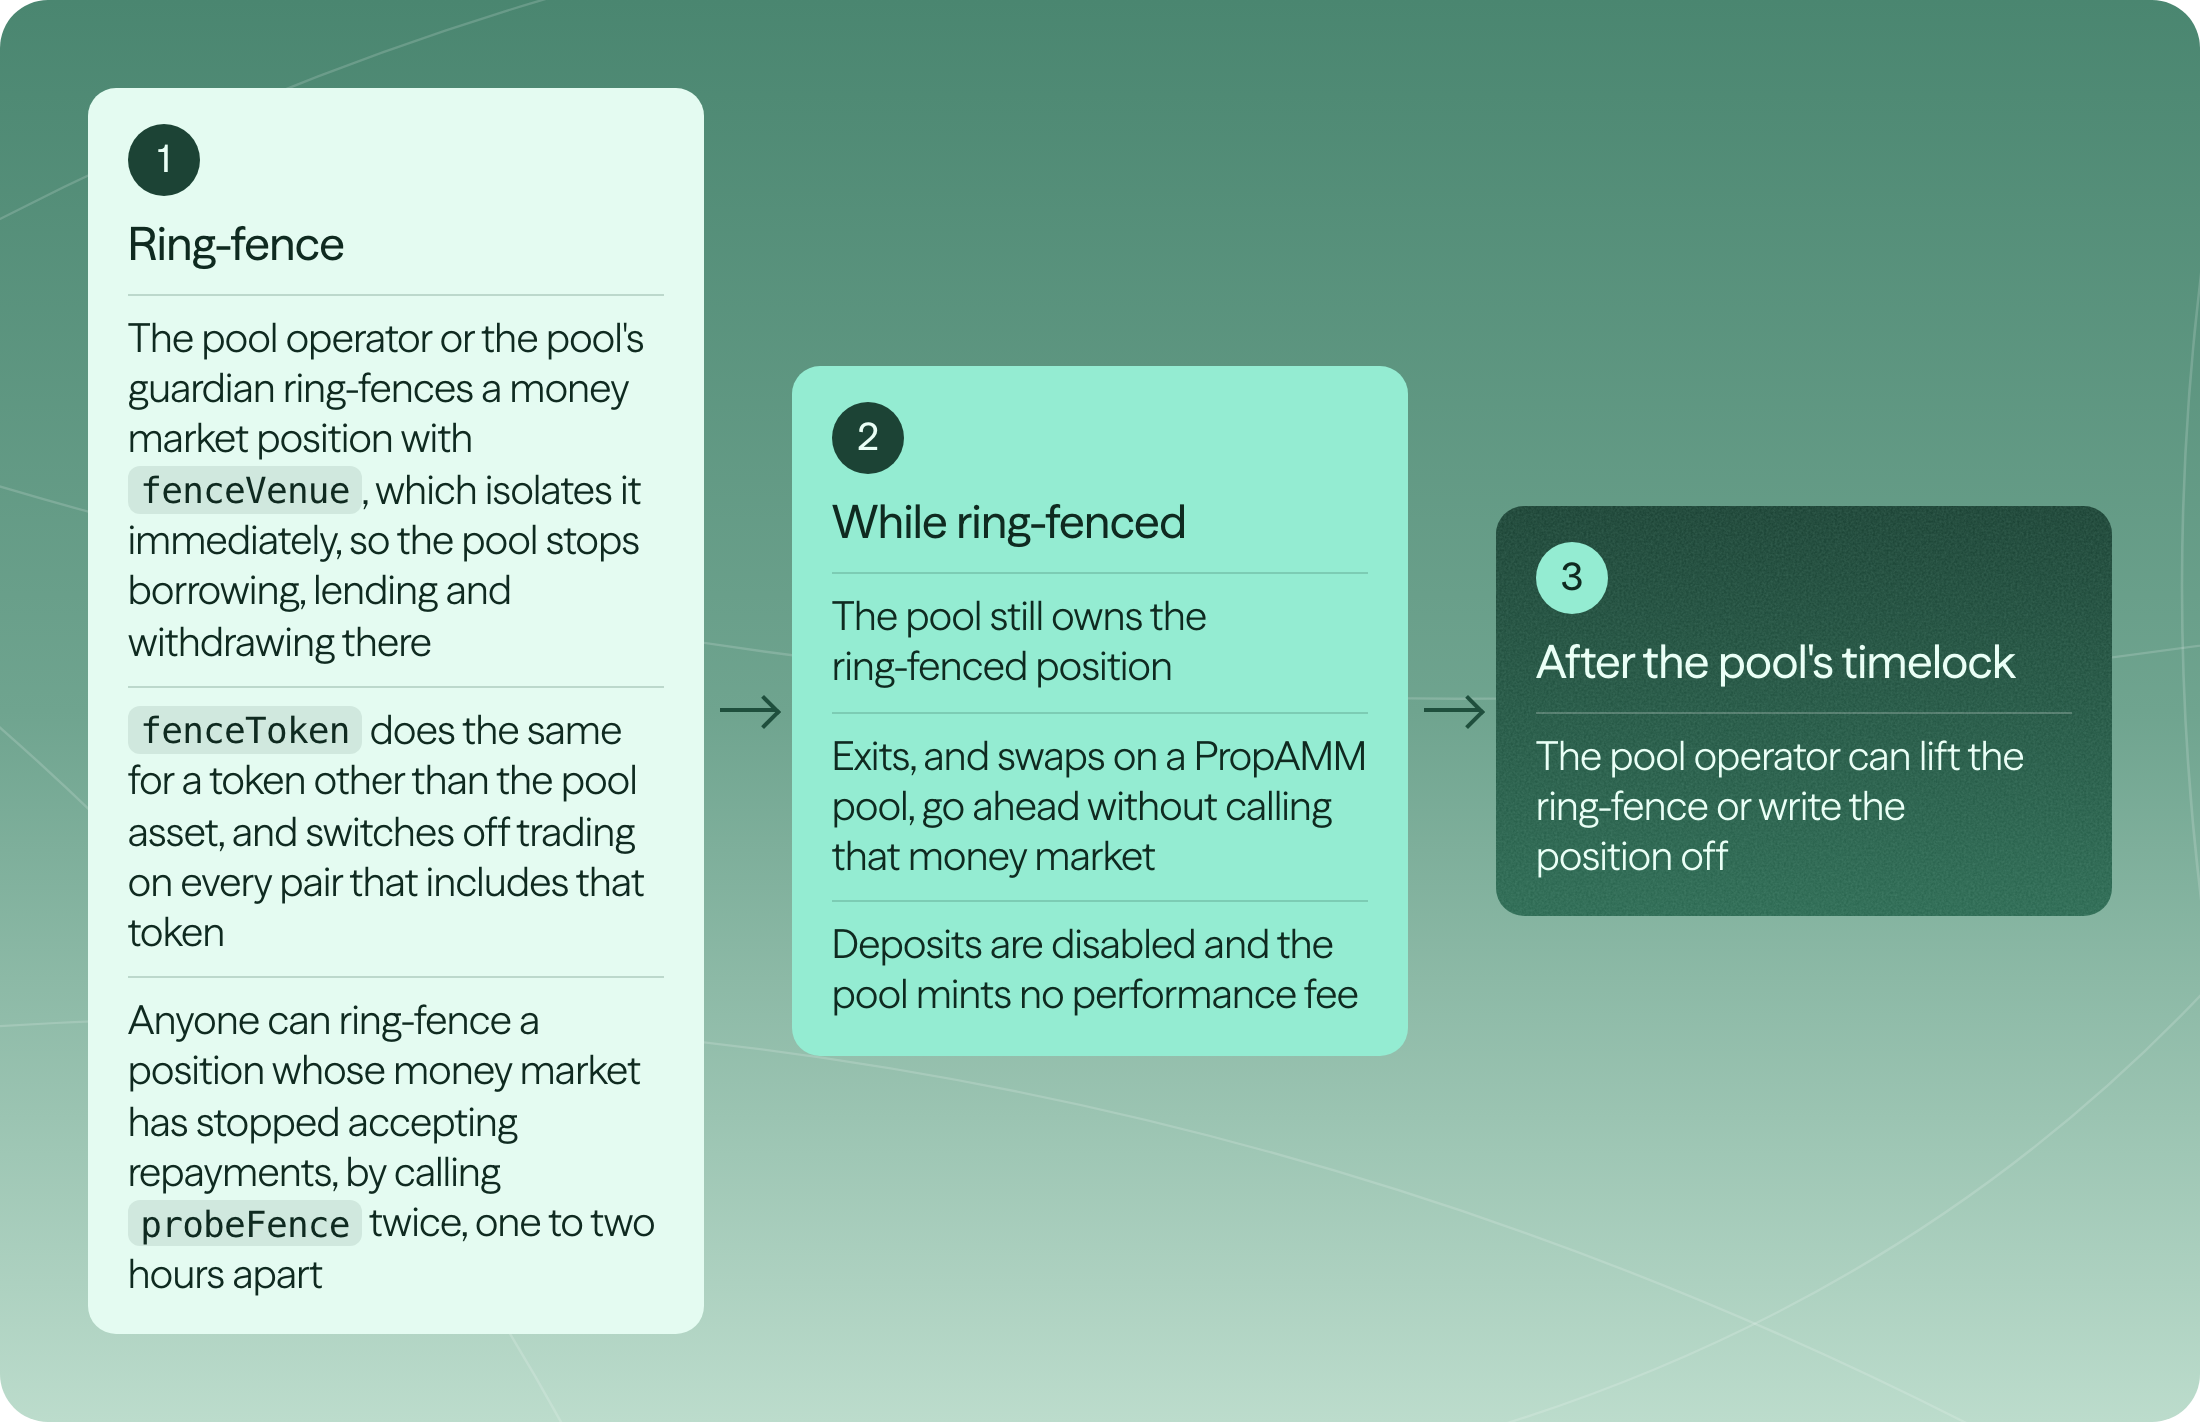 1
Ring-fence
The pool operator or the pool's
guardian ring-fences a money
market position with
fenceVenue, which isolates it
immediately, so the pool stops
borrowing, lending and
withdrawing there
fenceToken does the same
for a token other than the pool
asset, and switches off trading
on every pair that includes that
token
Anyone can ring-fence a
position whose money market
has stopped accepting
repayments, by calling
probeFence twice, one to two
hours apart
2
While ring-fenced
The pool still owns the
ring-fenced position
Exits, and swaps on a PropAMM
pool, go ahead without calling
that money market
Deposits are disabled and the
pool mints no performance fee
3
After the pool's timelock
The pool operator can lift the
ring-fence or write the
position off